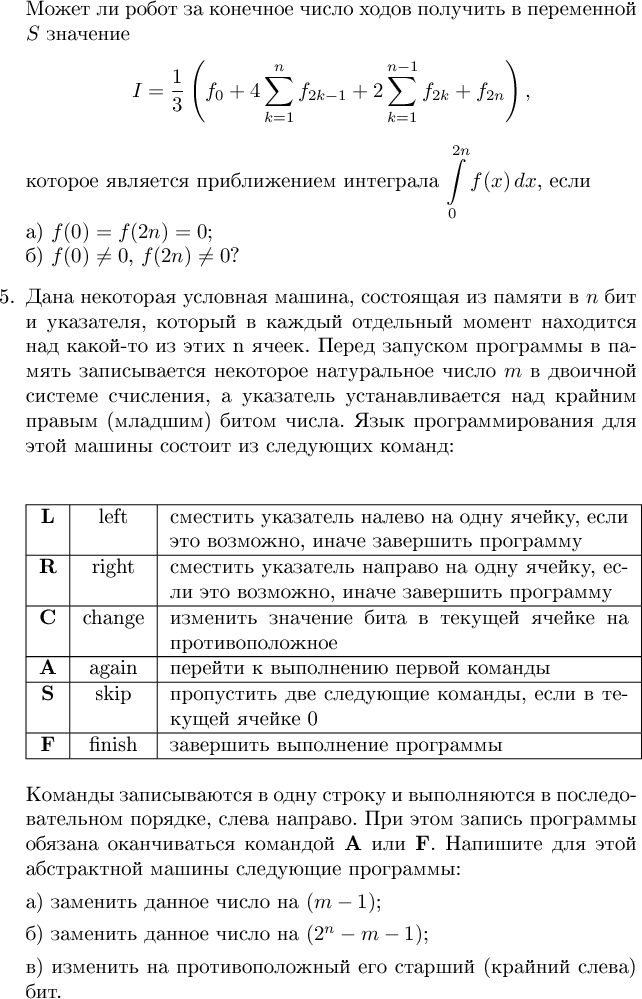 Может ли робот за конечное число ходов получить в переменной
S значение
I = \frac{1}{3} \left( f_0 + 4 \sum_{k=1}^{n} f_{2k-1} + 2 \sum_{k=1}^{n-1} f_{2k} + f_{2n} \right),
которое является приближением интеграла \int_0^{2n} f(x) dx, если
а) f(0) = f(2n) = 0;
б) f(0) ≠ 0, f(2n) ≠ 0?
5. Дана некоторая условная машина, состоящая из памяти в n бит
и указателя, который в каждый отдельный момент находится
над какой-то из этих n ячеек. Перед запуском программы в па-
мять записывается некоторое натуральное число m в двоичной
системе счисления, а указатель устанавливается над крайним
правым (младшим) битом числа. Язык программирования для
этой машины состоит из следующих команд:
L left сместить указатель налево на одну ячейку, если
это возможно, иначе завершить программу
R right сместить указатель направо на одну ячейку, ес-
ли это возможно, иначе завершить программу
C change изменить значение бита в текущей ячейке на
противоположное
A again перейти к выполнению первой команды
S skip пропустить две следующие команды, если в те-
кущей ячейке 0
F finish завершить выполнение программы
Команды записываются в одну строку и выполняются в последо-
вательном порядке, слева направо. При этом запись программы
обязана оканчиваться командой A или F. Напишите для этой
абстрактной машины следующие программы:
а) заменить данное число на (m − 1);
б) заменить данное число на (2^n − m − 1);
в) изменить на противоположный его старший (крайний слева)
бит.